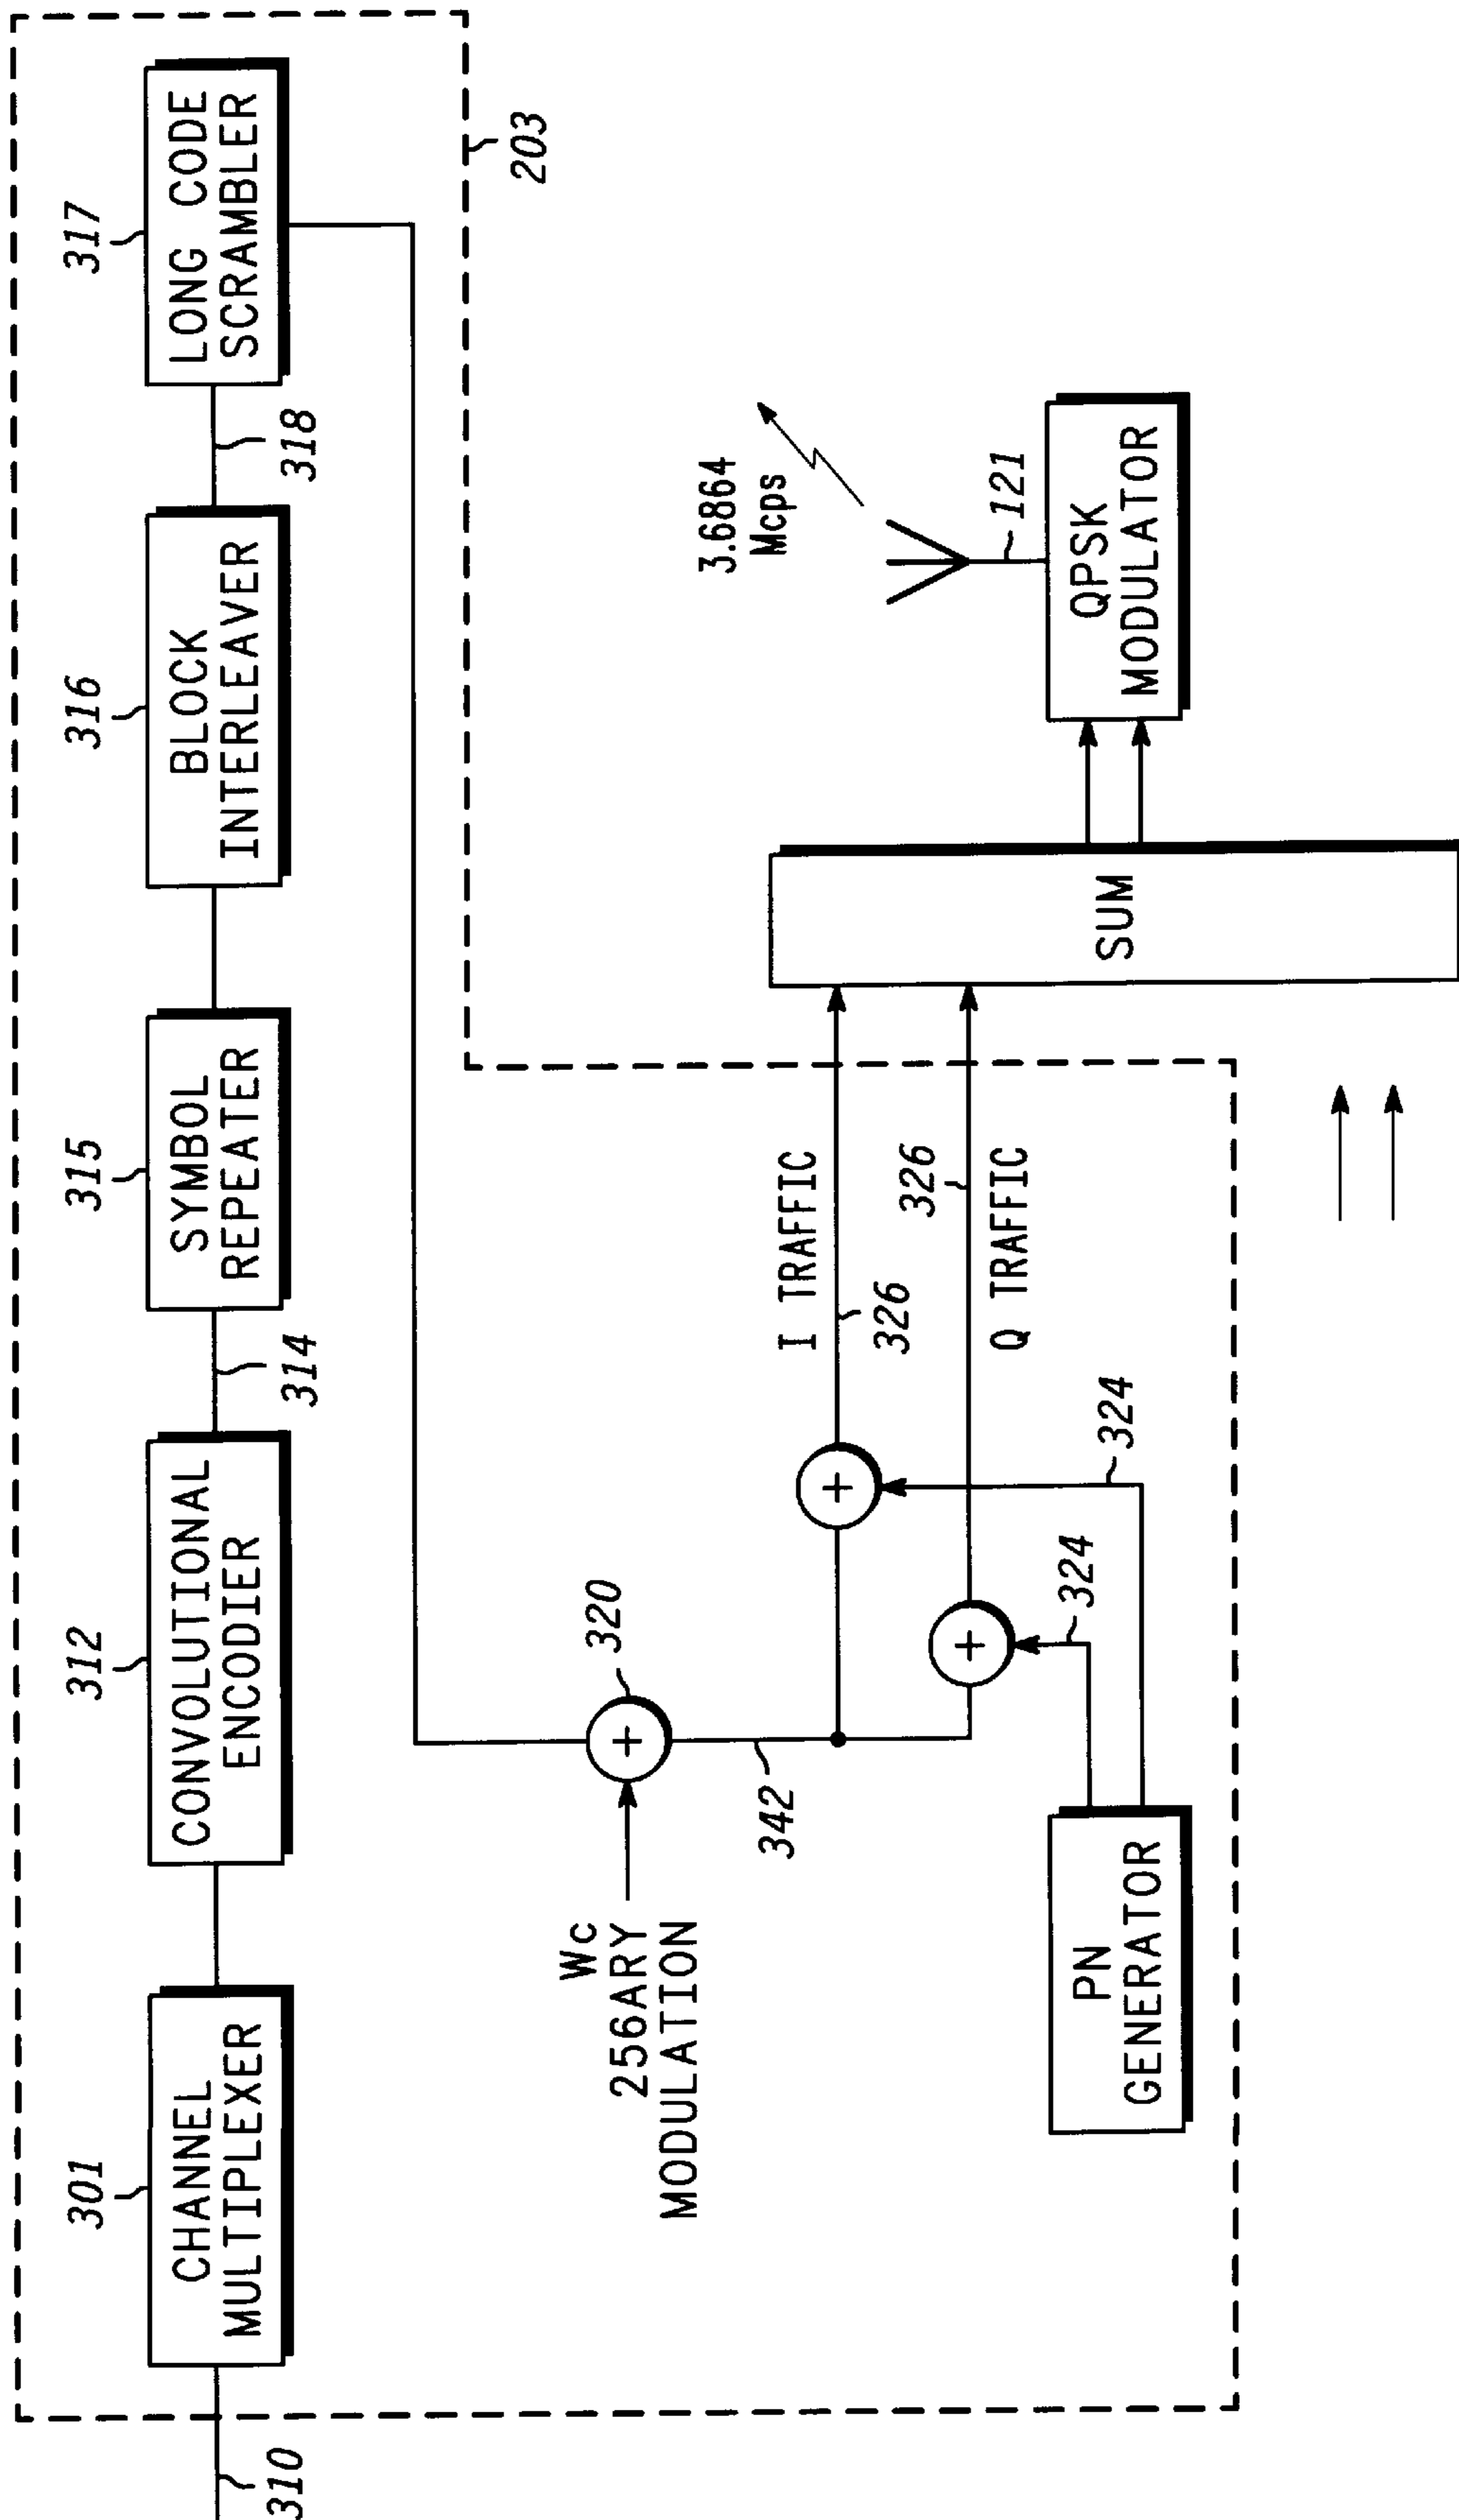 310
301
CHANNEL
MULTIPLEXER
312
CONVOLUTIONAL
ENCODIER
314
315
SYMBOL
REPEATER
316
BLOCK
INTERLEAVER
318
317
LONG CODE
SCRAMBLER
203
Wc
256ARY
MODULATION
320
342
I TRAFFIC
326
326
Q TRAFFIC
324
324
PN
GENERATOR
SUM
3.6864
Mcps
121
QPSK
MODULATOR